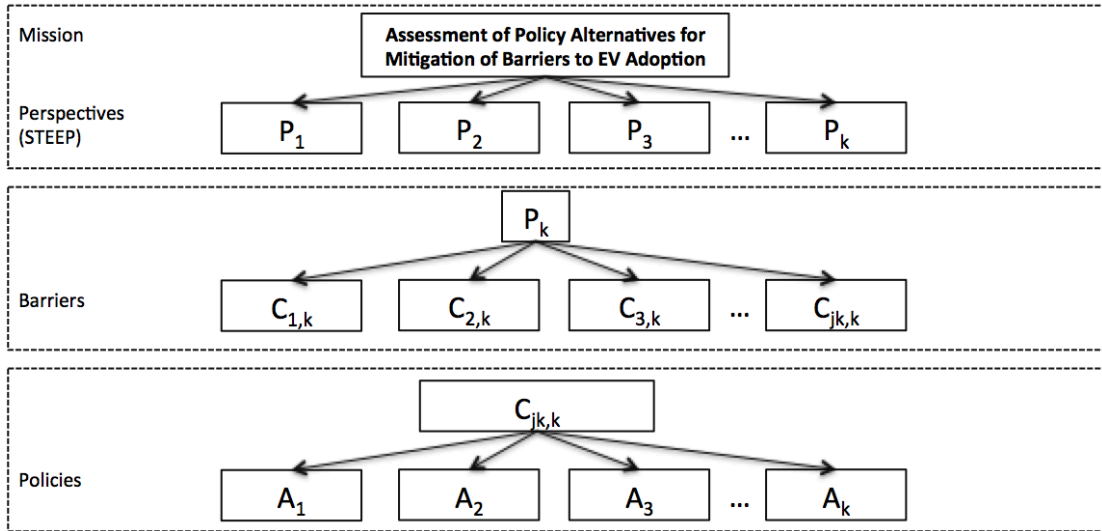 Mission
Assessment of Policy Alternatives for
Mitigation of Barriers to EV Adoption
Perspectives
(STEEP)
P1 P2 P3 ... Pk
Pk
Barriers
C1,k C2,k C3,k ... Cjk,k
Cjk,k
Policies
A1 A2 A3 ... Ak